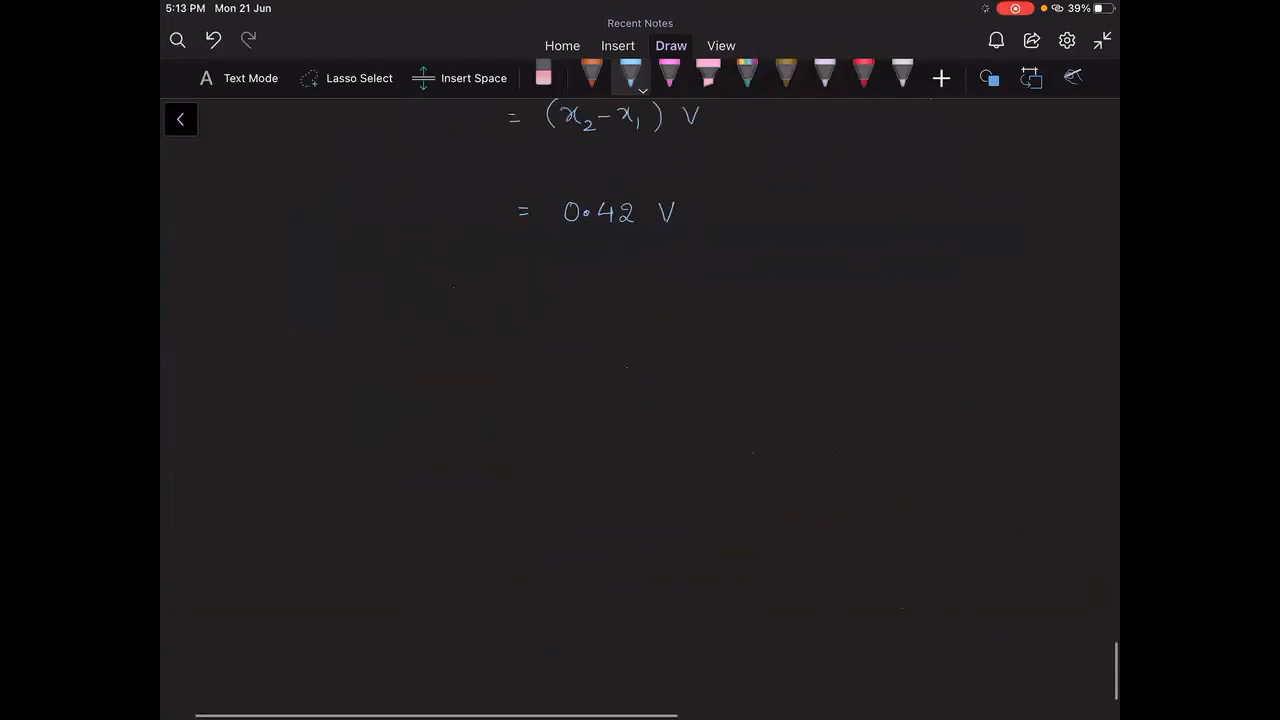 5:13 PM Mon 21 Jun
39%
Recent Notes
Home Insert Draw View
A Text Mode Lasso Select Insert Space
= (x₂ - x₁) V
= 0.42 V